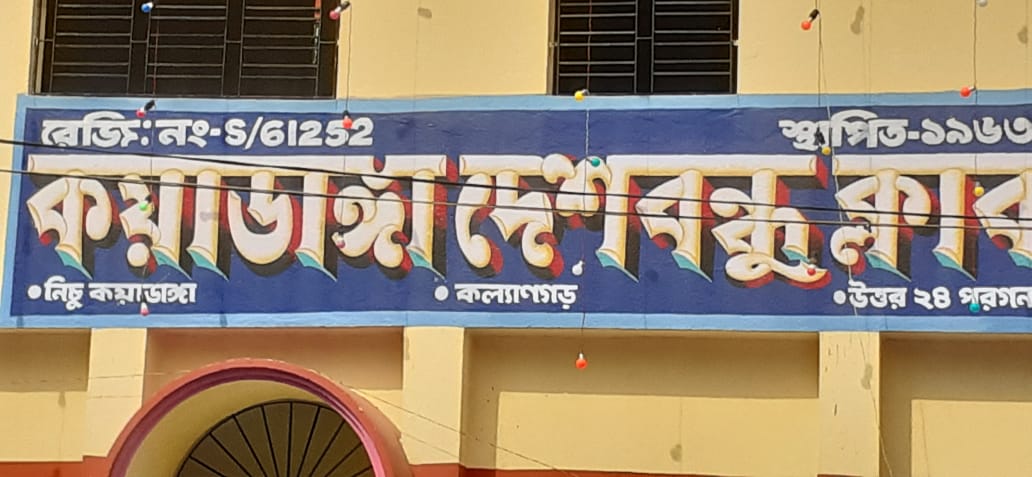 রেজিঃ নং-S/61252 স্থাপিত-১৯৬৩
কয়াডাঙ্গা দেশবন্ধু ক্লাব
•নিচু কয়াডাঙ্গা •কল্যাণগড় •উত্তর ২৪ পরগন